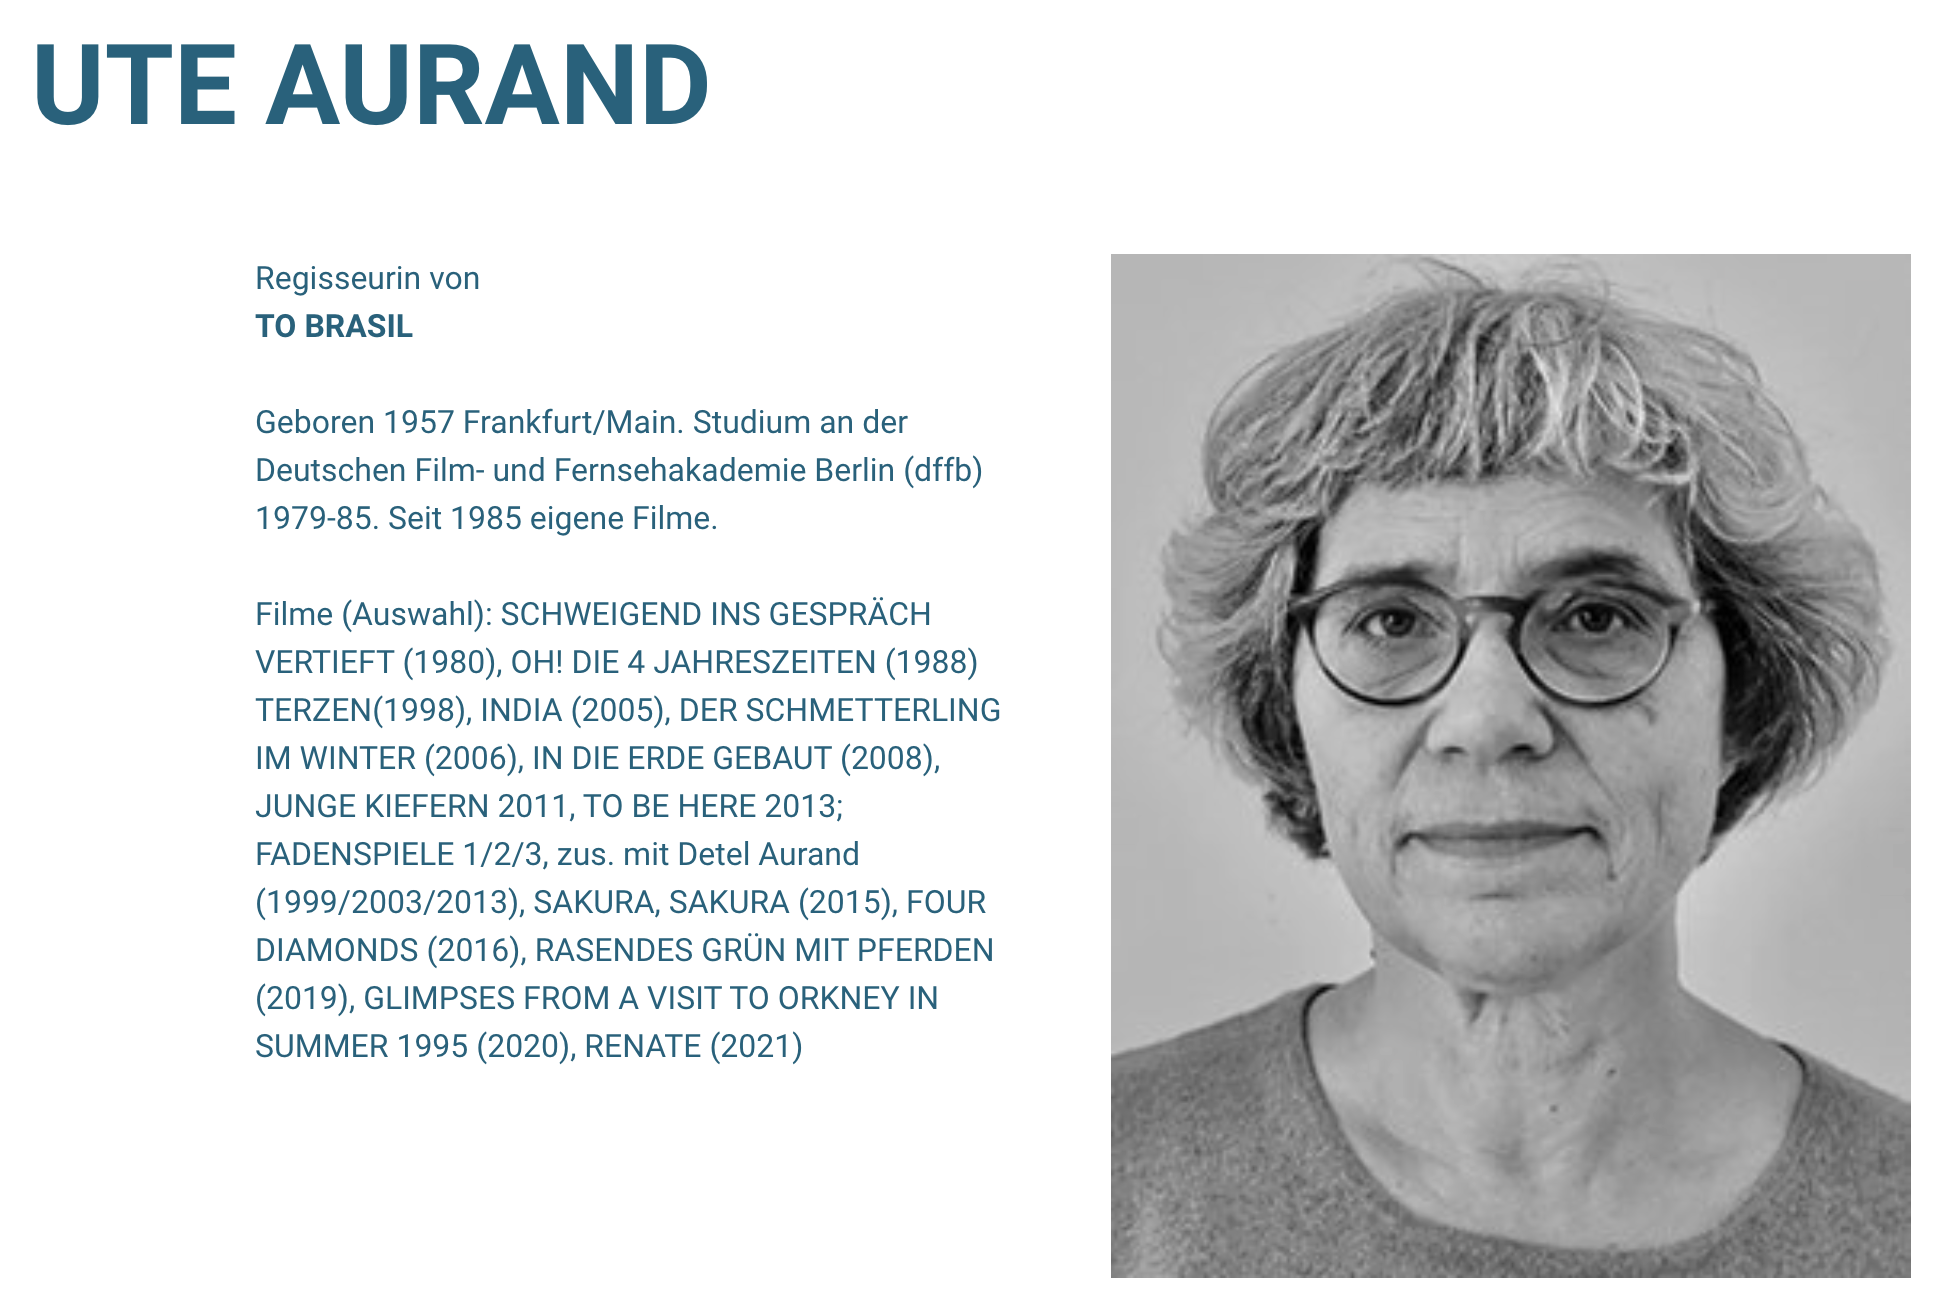 UTE AURAND
Regisseurin von
TO BRASIL
Geboren 1957 Frankfurt/Main. Studium an der
Deutschen Film- und Fernsehakademie Berlin (dffb)
1979-85. Seit 1985 eigene Filme.
Filme (Auswahl): SCHWEIGEND INS GESPRÄCH
VERTIEFT (1980), OH! DIE 4 JAHRESZEITEN (1988)
TERZEN(1998), INDIA (2005), DER SCHMETTERLING
IM WINTER (2006), IN DIE ERDE GEBAUT (2008),
JUNGE KIEFERN 2011, TO BE HERE 2013;
FADENSPIELE 1/2/3, zus. mit Detel Aurand
(1999/2003/2013), SAKURA, SAKURA (2015), FOUR
DIAMONDS (2016), RASENDES GRÜN MIT PFERDEN
(2019), GLIMPSES FROM A VISIT TO ORKNEY IN
SUMMER 1995 (2020), RENATE (2021)